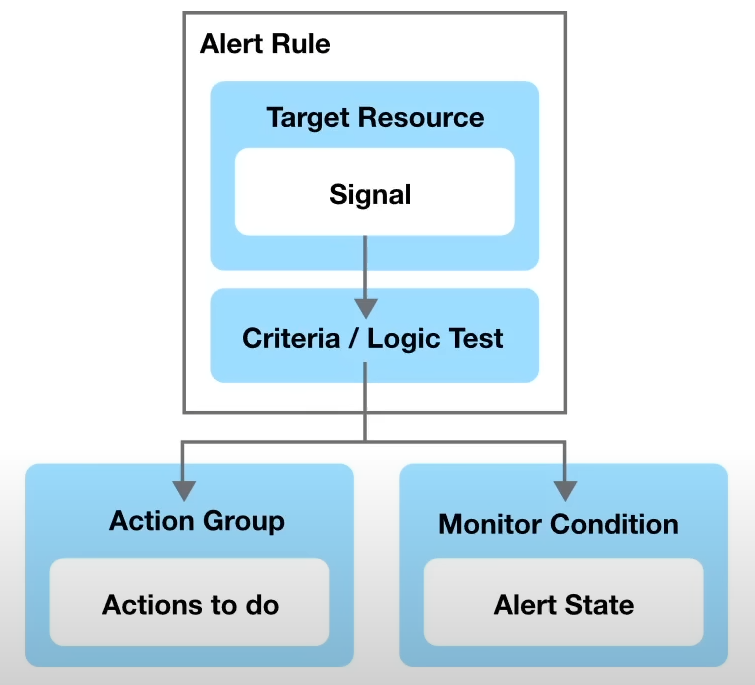 Alert Rule
Target Resource
Signal
Criteria / Logic Test
Action Group
Monitor Condition
Actions to do
Alert State